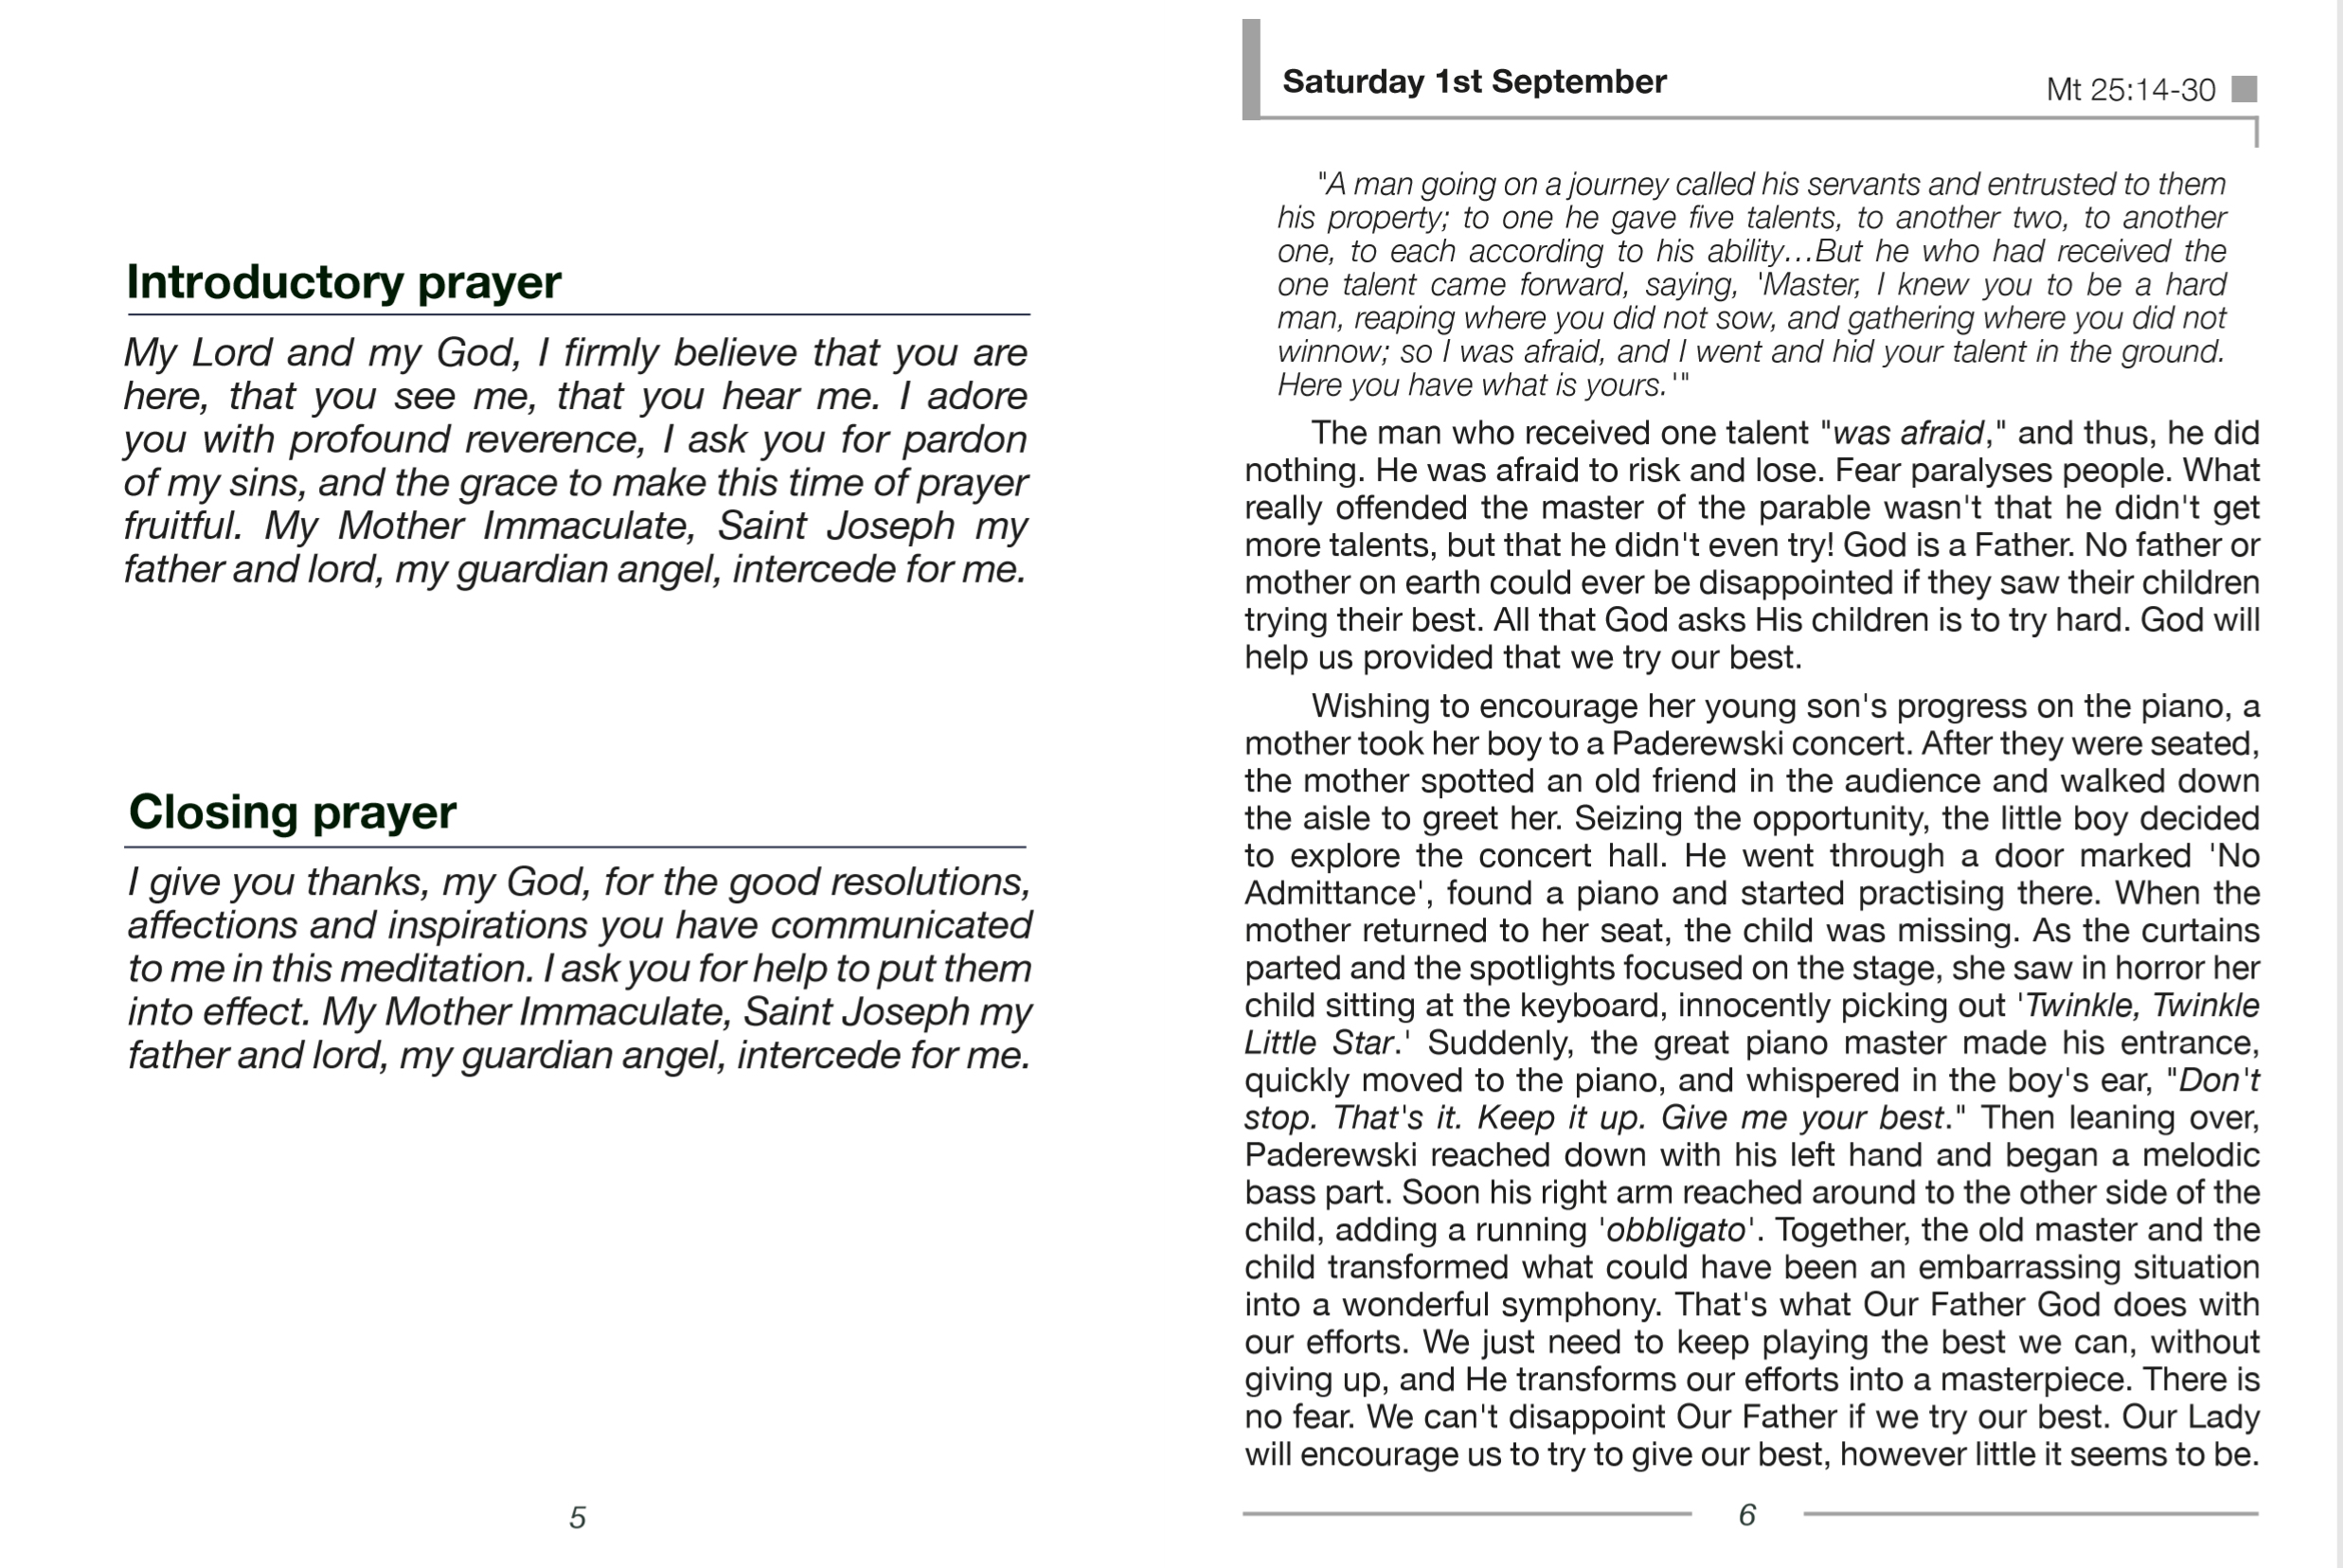 Introductory prayer
My Lord and my God, I firmly believe that you are
here, that you see me, that you hear me. I adore
you with profound reverence, I ask you for pardon
of my sins, and the grace to make this time of prayer
fruitful. My Mother Immaculate, Saint Joseph my
father and lord, my guardian angel, intercede for me.
Closing prayer
I give you thanks, my God, for the good resolutions,
affections and inspirations you have communicated
to me in this meditation. I ask you for help to put them
into effect. My Mother Immaculate, Saint Joseph my
father and lord, my guardian angel, intercede for me.
5
Saturday 1st September
Mt 25:14-30
"A man going on a journey called his servants and entrusted to them
his property; to one he gave five talents, to another two, to another
one, to each according to his ability…But he who had received the
one talent came forward, saying, 'Master, I knew you to be a hard
man, reaping where you did not sow, and gathering where you did not
winnow; so I was afraid, and I went and hid your talent in the ground.
Here you have what is yours.'"
The man who received one talent "was afraid," and thus, he did
nothing. He was afraid to risk and lose. Fear paralyses people. What
really offended the master of the parable wasn't that he didn't get
more talents, but that he didn't even try! God is a Father. No father or
mother on earth could ever be disappointed if they saw their children
trying their best. All that God asks His children is to try hard. God will
help us provided that we try our best.
Wishing to encourage her young son's progress on the piano, a
mother took her boy to a Paderewski concert. After they were seated,
the mother spotted an old friend in the audience and walked down
the aisle to greet her. Seizing the opportunity, the little boy decided
to explore the concert hall. He went through a door marked 'No
Admittance', found a piano and started practising there. When the
mother returned to her seat, the child was missing. As the curtains
parted and the spotlights focused on the stage, she saw in horror her
child sitting at the keyboard, innocently picking out 'Twinkle, Twinkle
Little Star.' Suddenly, the great piano master made his entrance,
quickly moved to the piano, and whispered in the boy's ear, "Don't
stop. That's it. Keep it up. Give me your best." Then leaning over,
Paderewski reached down with his left hand and began a melodic
bass part. Soon his right arm reached around to the other side of the
child, adding a running 'obbligato'. Together, the old master and the
child transformed what could have been an embarrassing situation
into a wonderful symphony. That's what Our Father God does with
our efforts. We just need to keep playing the best we can, without
giving up, and He transforms our efforts into a masterpiece. There is
no fear. We can't disappoint Our Father if we try our best. Our Lady
will encourage us to try to give our best, however little it seems to be.
6